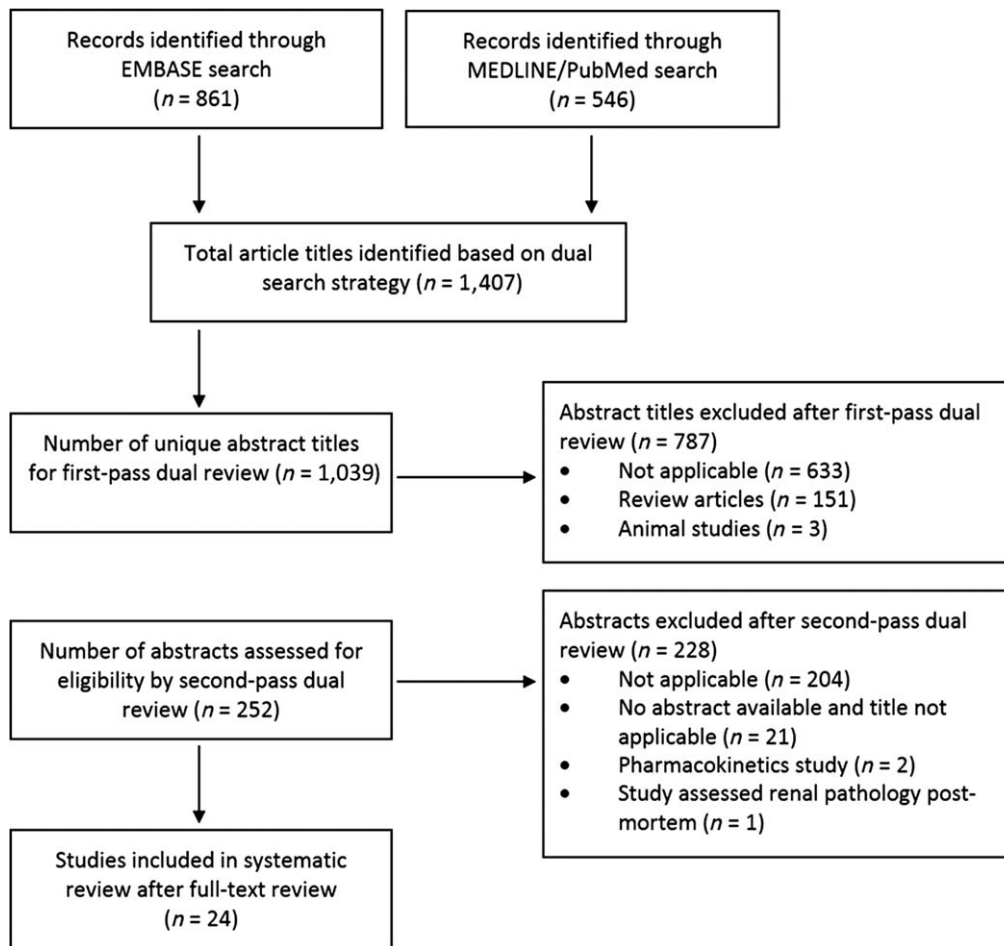 Records identified through
EMBASE search
(n = 861)
Records identified through
MEDLINE/PubMed search
(n = 546)
Total article titles identified based on dual
search strategy (n = 1,407)
Number of unique abstract titles
for first-pass dual review (n = 1,039)
Abstract titles excluded after first-pass dual
review (n = 787)
• Not applicable (n = 633)
• Review articles (n = 151)
• Animal studies (n = 3)
Number of abstracts assessed for
eligibility by second-pass dual
review (n = 252)
Abstracts excluded after second-pass dual
review (n = 228)
• Not applicable (n = 204)
• No abstract available and title not
applicable (n = 21)
• Pharmacokinetics study (n = 2)
• Study assessed renal pathology post-
mortem (n = 1)
Studies included in systematic
review after full-text review
(n = 24)